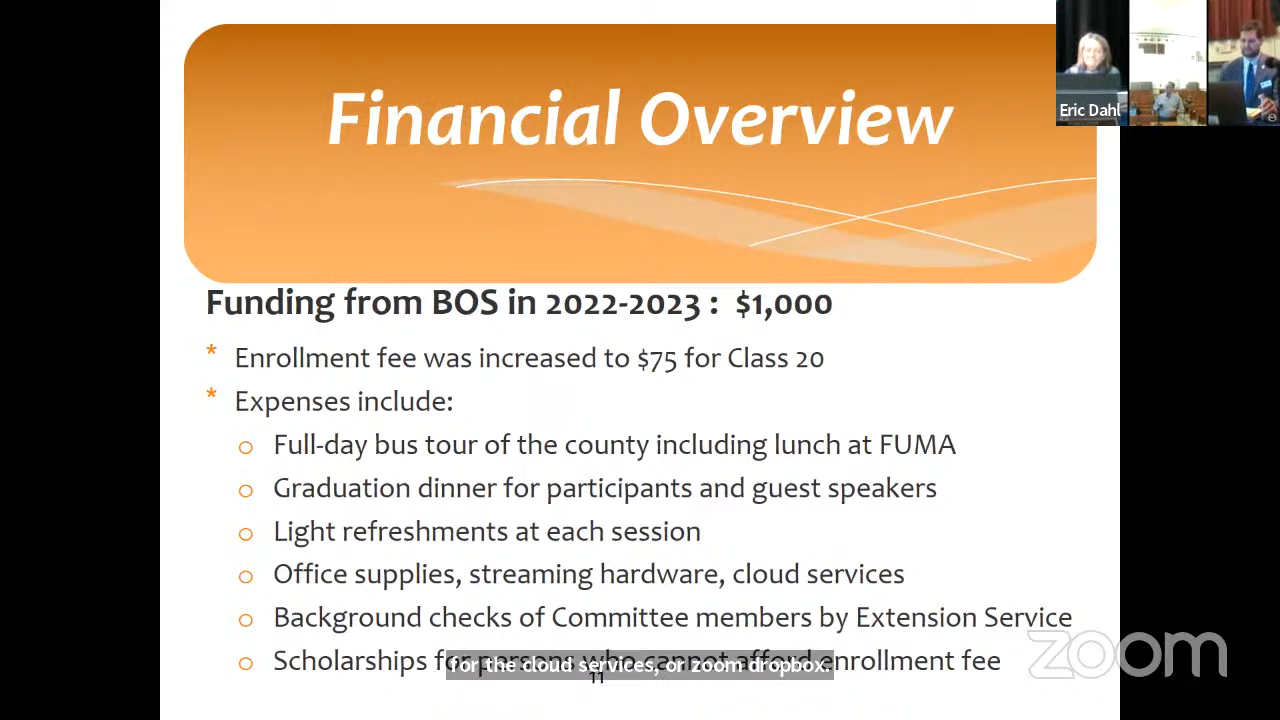 Financial Overview
Eric Dahl
Funding from BOS in 2022-2023 : $1,000
* Enrollment fee was increased to $75 for Class 20
* Expenses include:
o Full-day bus tour of the county including lunch at FUMA
o Graduation dinner for participants and guest speakers
o Light refreshments at each session
o Office supplies, streaming hardware, cloud services
o Background checks of Committee members by Extension Service
o Scholarships for persons who cannot afford enrollment fee
for the cloud services, or zoom dropbox.
11
zoom